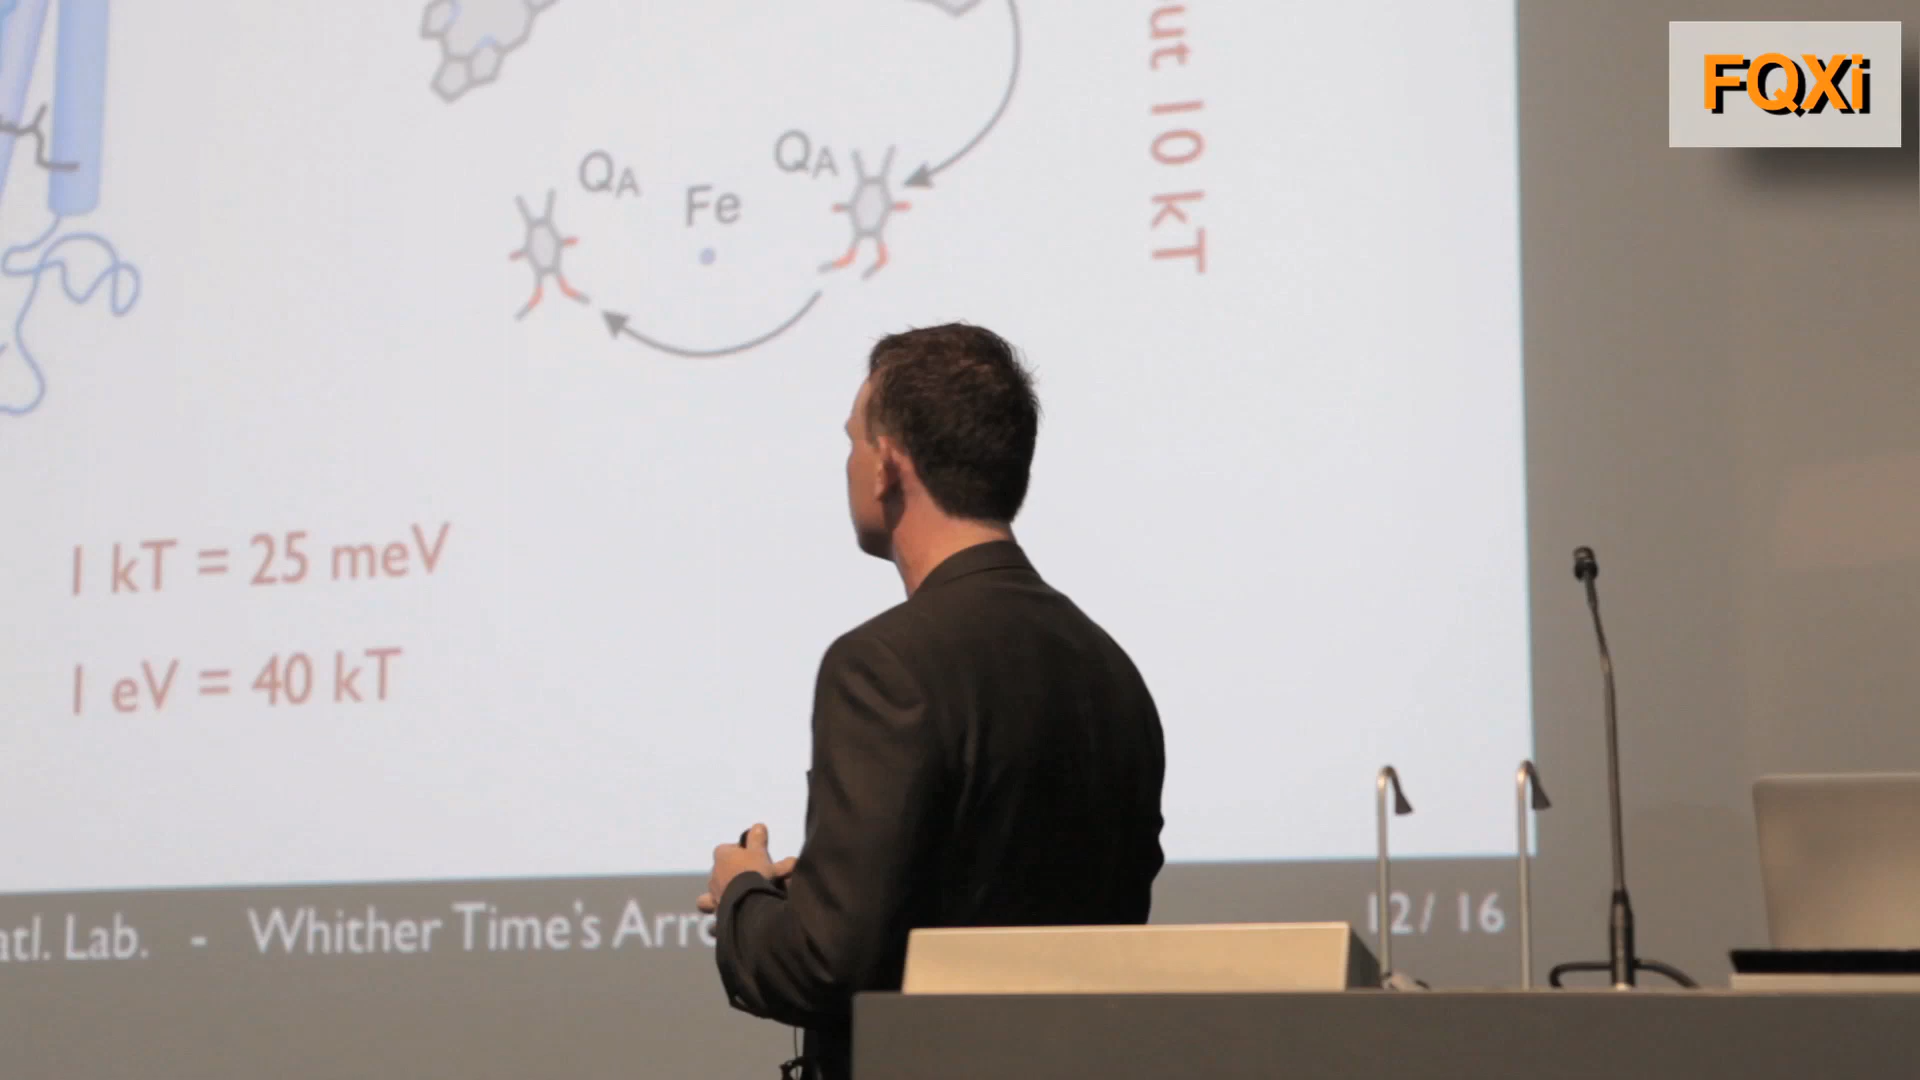 FQXi
ut 10 kT
QA
QA
Fe
1 kT = 25 meV
1 eV = 40 kT
atl. Lab. - Whither Time's Arro
12/ 16